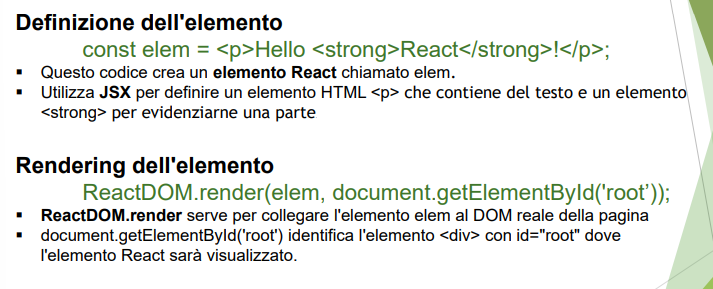 Definizione dell'elemento
const elem = <p>Hello <strong>React</strong>!</p>;
▪ Questo codice crea un elemento React chiamato elem.
▪ Utilizza JSX per definire un elemento HTML <p> che contiene del testo e un elemento
<strong> per evidenziarne una parte
Rendering dell'elemento
ReactDOM.render(elem, document.getElementById('root’));
▪ ReactDOM.render serve per collegare l'elemento elem al DOM reale della pagina
▪ document.getElementById('root') identifica l'elemento <div> con id="root" dove
l'elemento React sarà visualizzato.